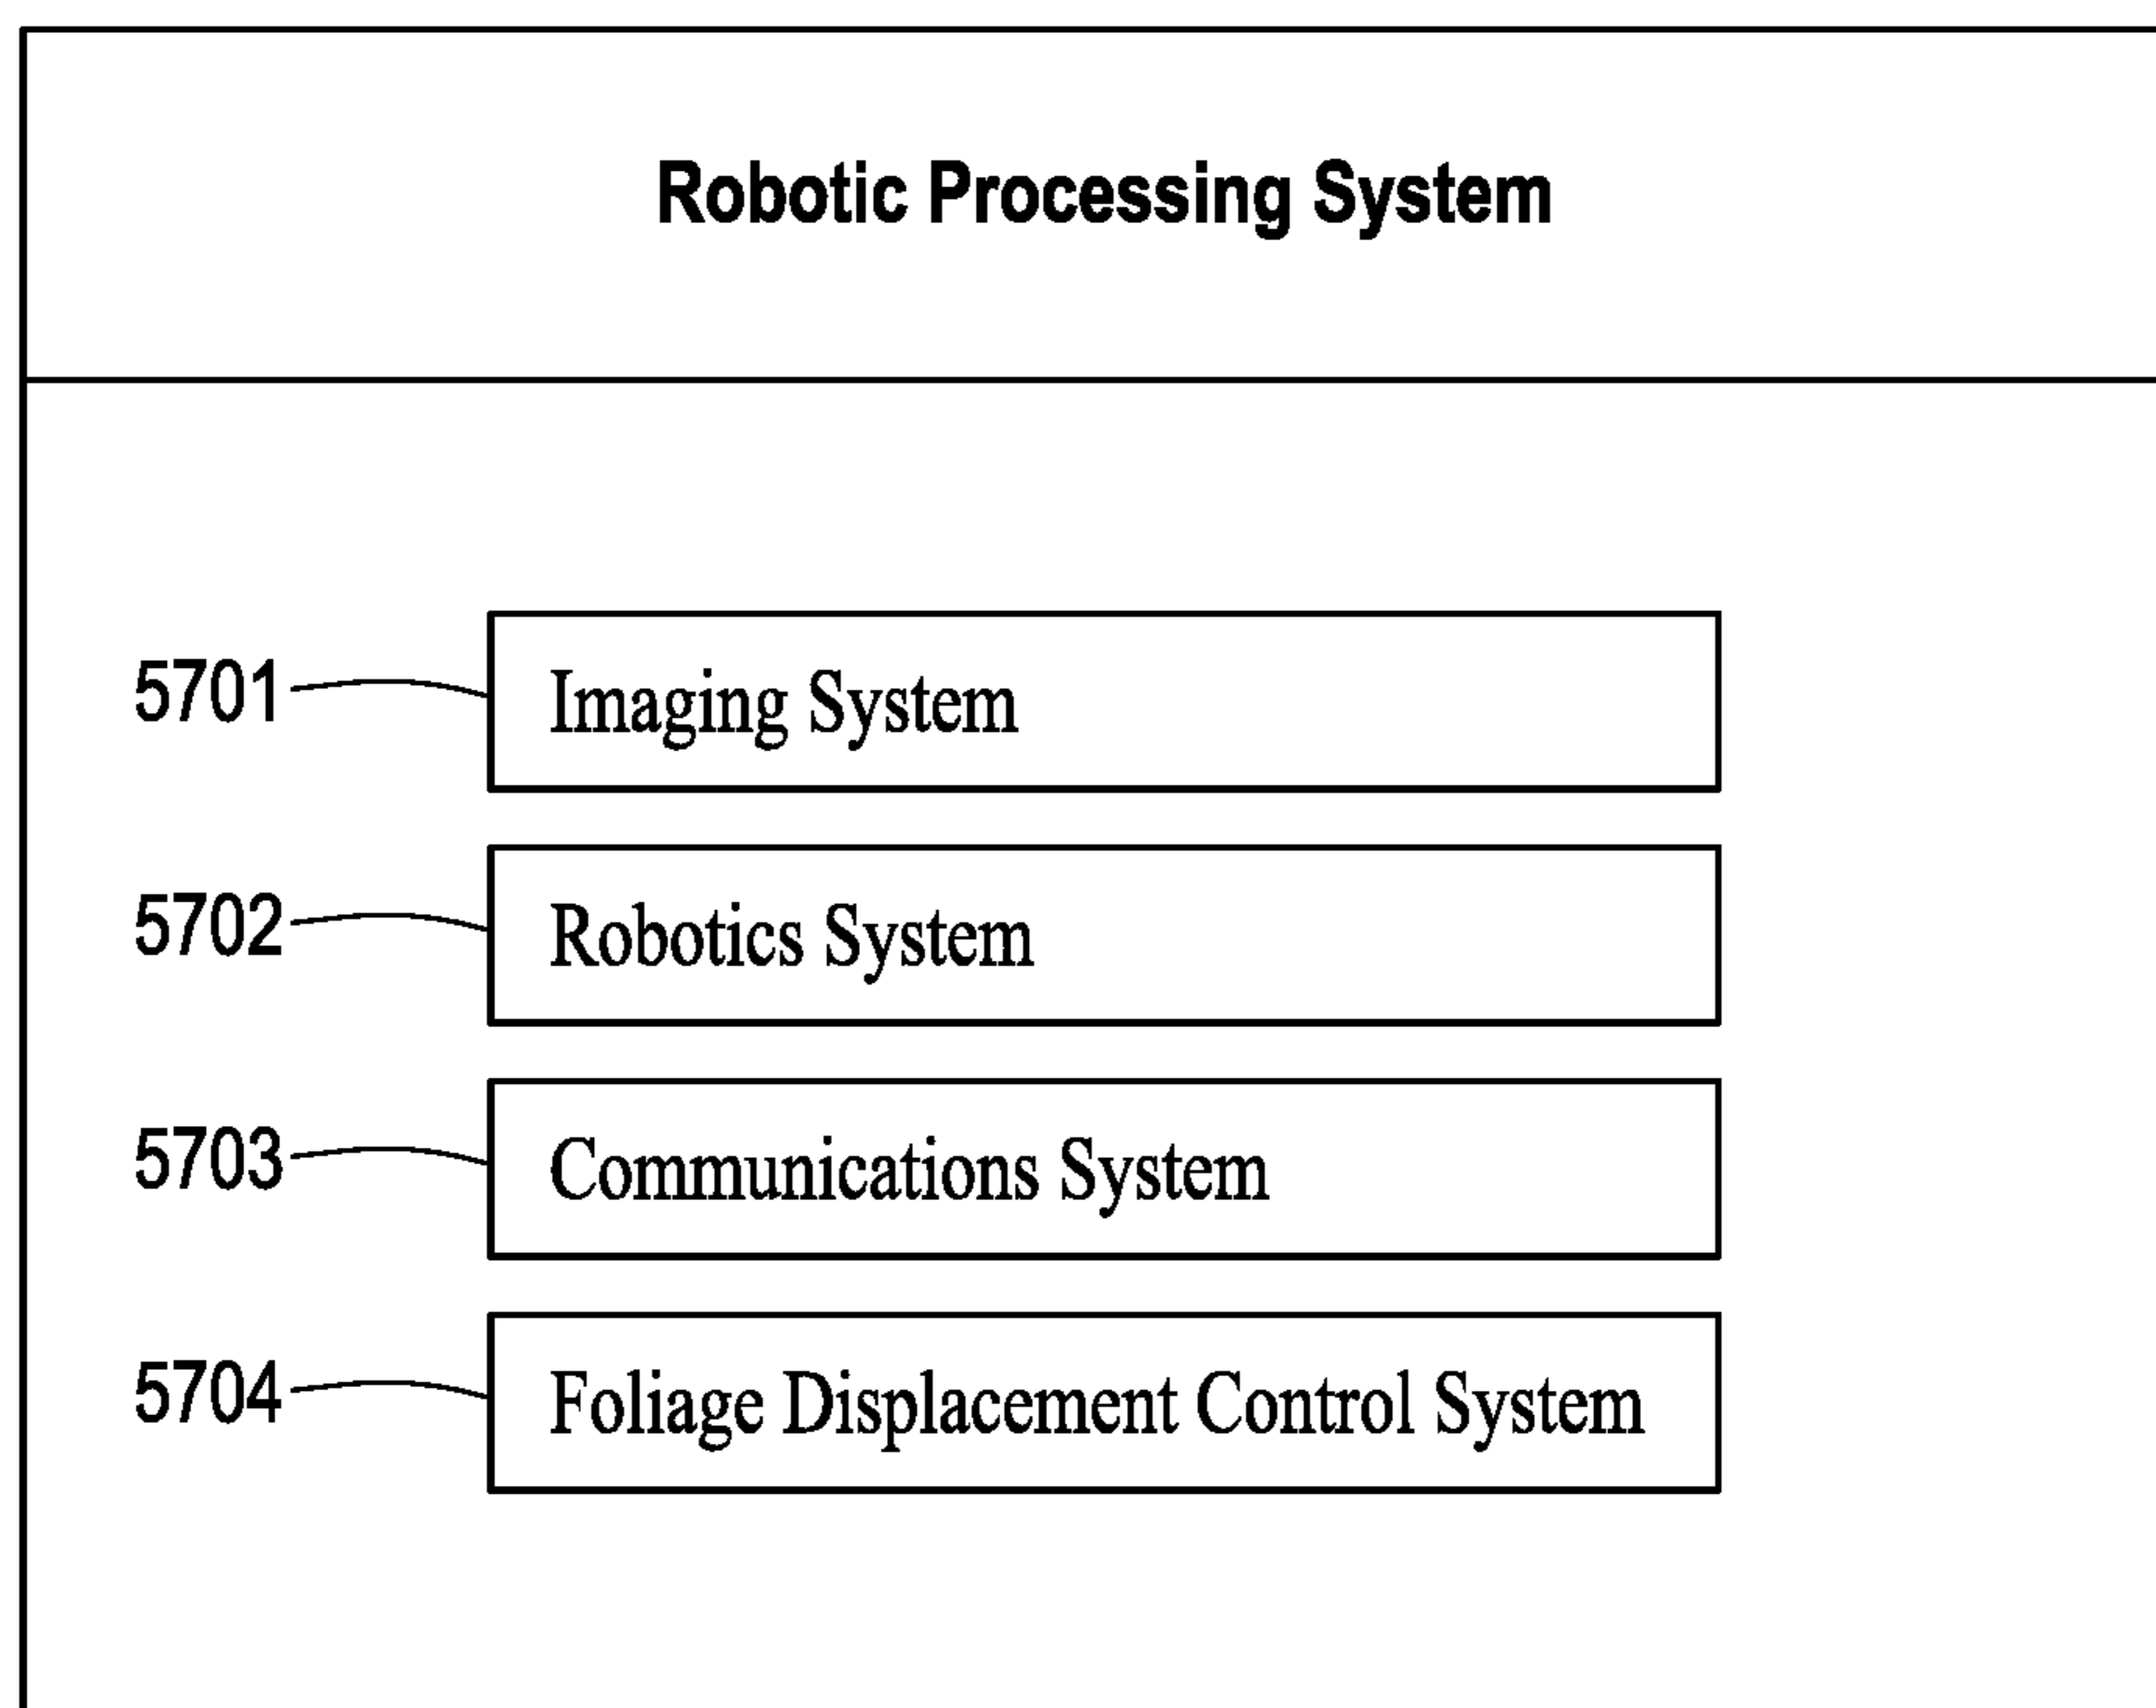 Robotic Processing System
5701 Imaging System
5702 Robotics System
5703 Communications System
5704 Foliage Displacement Control System